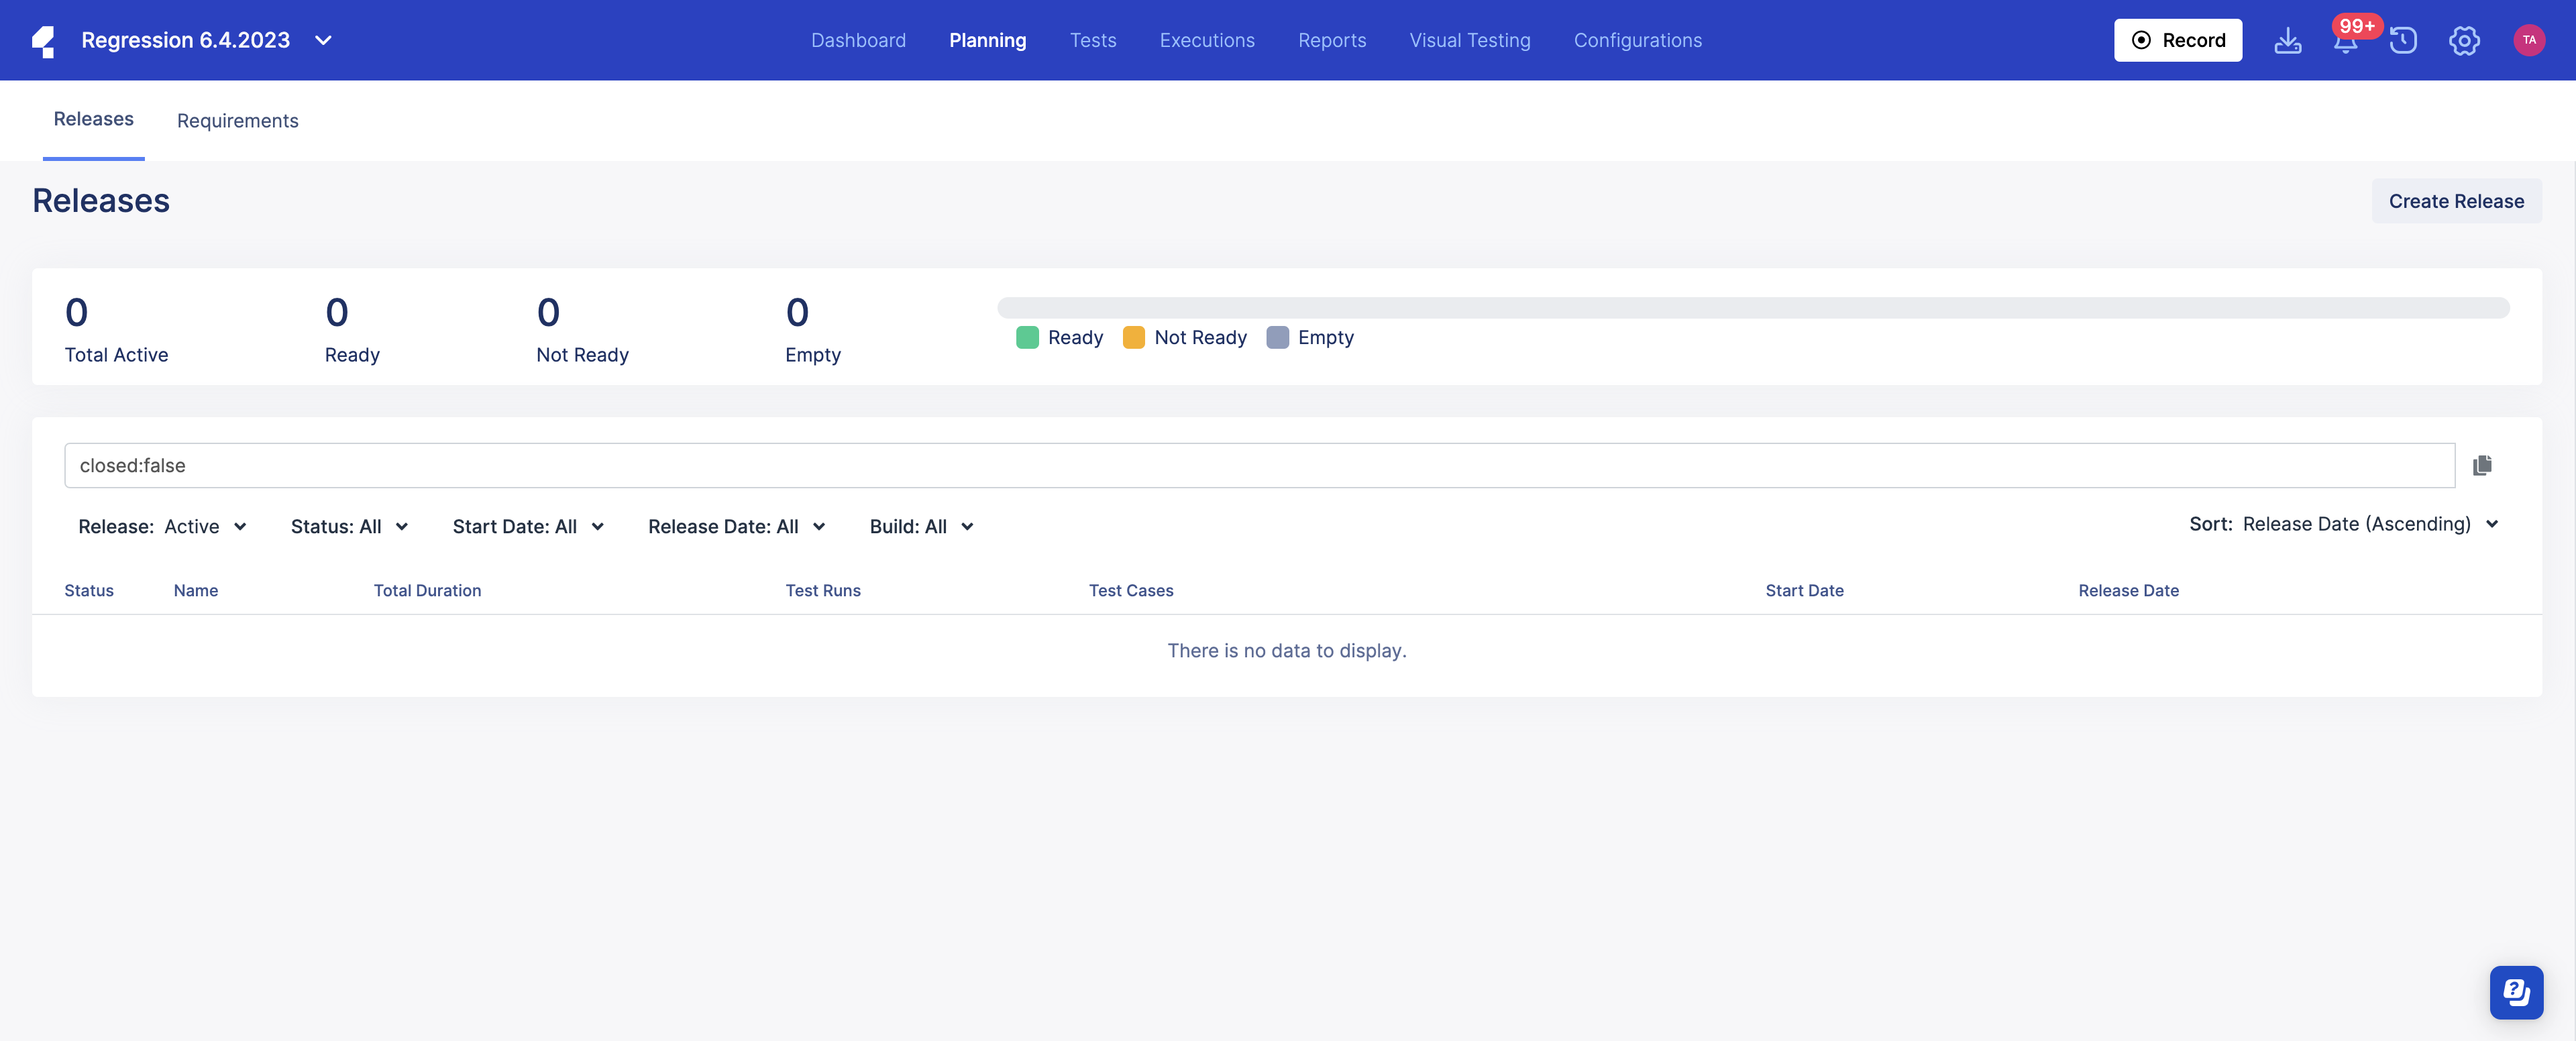 Regression 6.4.2023
Dashboard Planning Tests Executions Reports Visual Testing Configurations
Record
99+
TA
Releases Requirements
Releases
Create Release
0 0 0 0
Total Active Ready Not Ready Empty
Ready Not Ready Empty
closed:false
Release: Active Status: All Start Date: All Release Date: All Build: All
Sort: Release Date (Ascending)
Status Name Total Duration Test Runs Test Cases Start Date Release Date
There is no data to display.
?